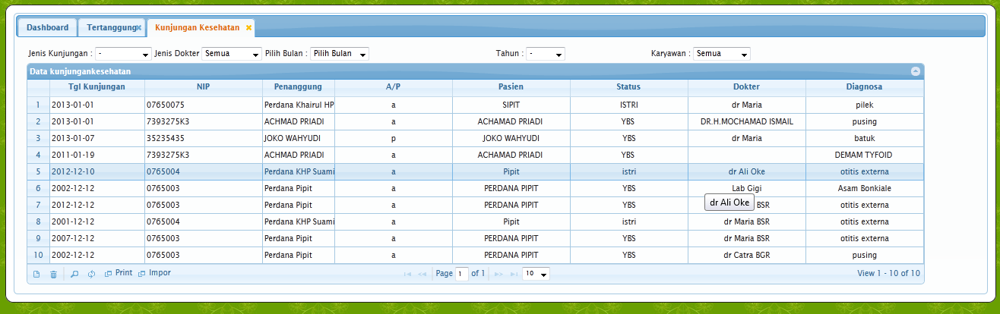 Dashboard Tertanggung Kunjungan Kesehatan
Jenis Kunjungan : - Jenis Dokter Semua Pilih Bulan : Pilih Bulan Tahun : - Karyawan : Semua
Data kunjungankesehatan
Tgl Kunjungan NIP Penanggung A/P Pasien Status Dokter Diagnosa
1 2013-01-01 07650075 Perdana Khairul HP a SIPIT ISTRI dr Maria pilek
2 2013-01-01 7393275K3 ACHMAD PRIADI a ACHAMAD PRIADI YBS DR.H.MOCHAMAD ISMAIL pusing
3 2013-01-07 35235435 JOKO WAHYUDI p JOKO WAHYUDI YBS dr Maria batuk
4 2011-01-19 7393275K3 ACHMAD PRIADI a ACHAMAD PRIADI YBS DEMAM TYFOID
5 2012-12-10 0765004 Perdana KHP Suami a Pipit istri dr Ali Oke otitis externa
6 2002-12-12 0765003 Perdana Pipit a PERDANA PIPIT YBS Lab Gigi Asam Bonkiale
7 2012-12-12 0765003 Perdana Pipit a PERDANA PIPIT YBS BSR otitis externa
dr Ali Oke
8 2001-12-12 0765004 Perdana KHP Suami a Pipit istri dr Maria BSR otitis externa
9 2007-12-12 0765003 Perdana Pipit a PERDANA PIPIT YBS dr Maria BSR otitis externa
10 2002-12-12 0765003 Perdana Pipit a PERDANA PIPIT YBS dr Catra BGR pusing
Print Impor Page 1 of 1 10 View 1 - 10 of 10